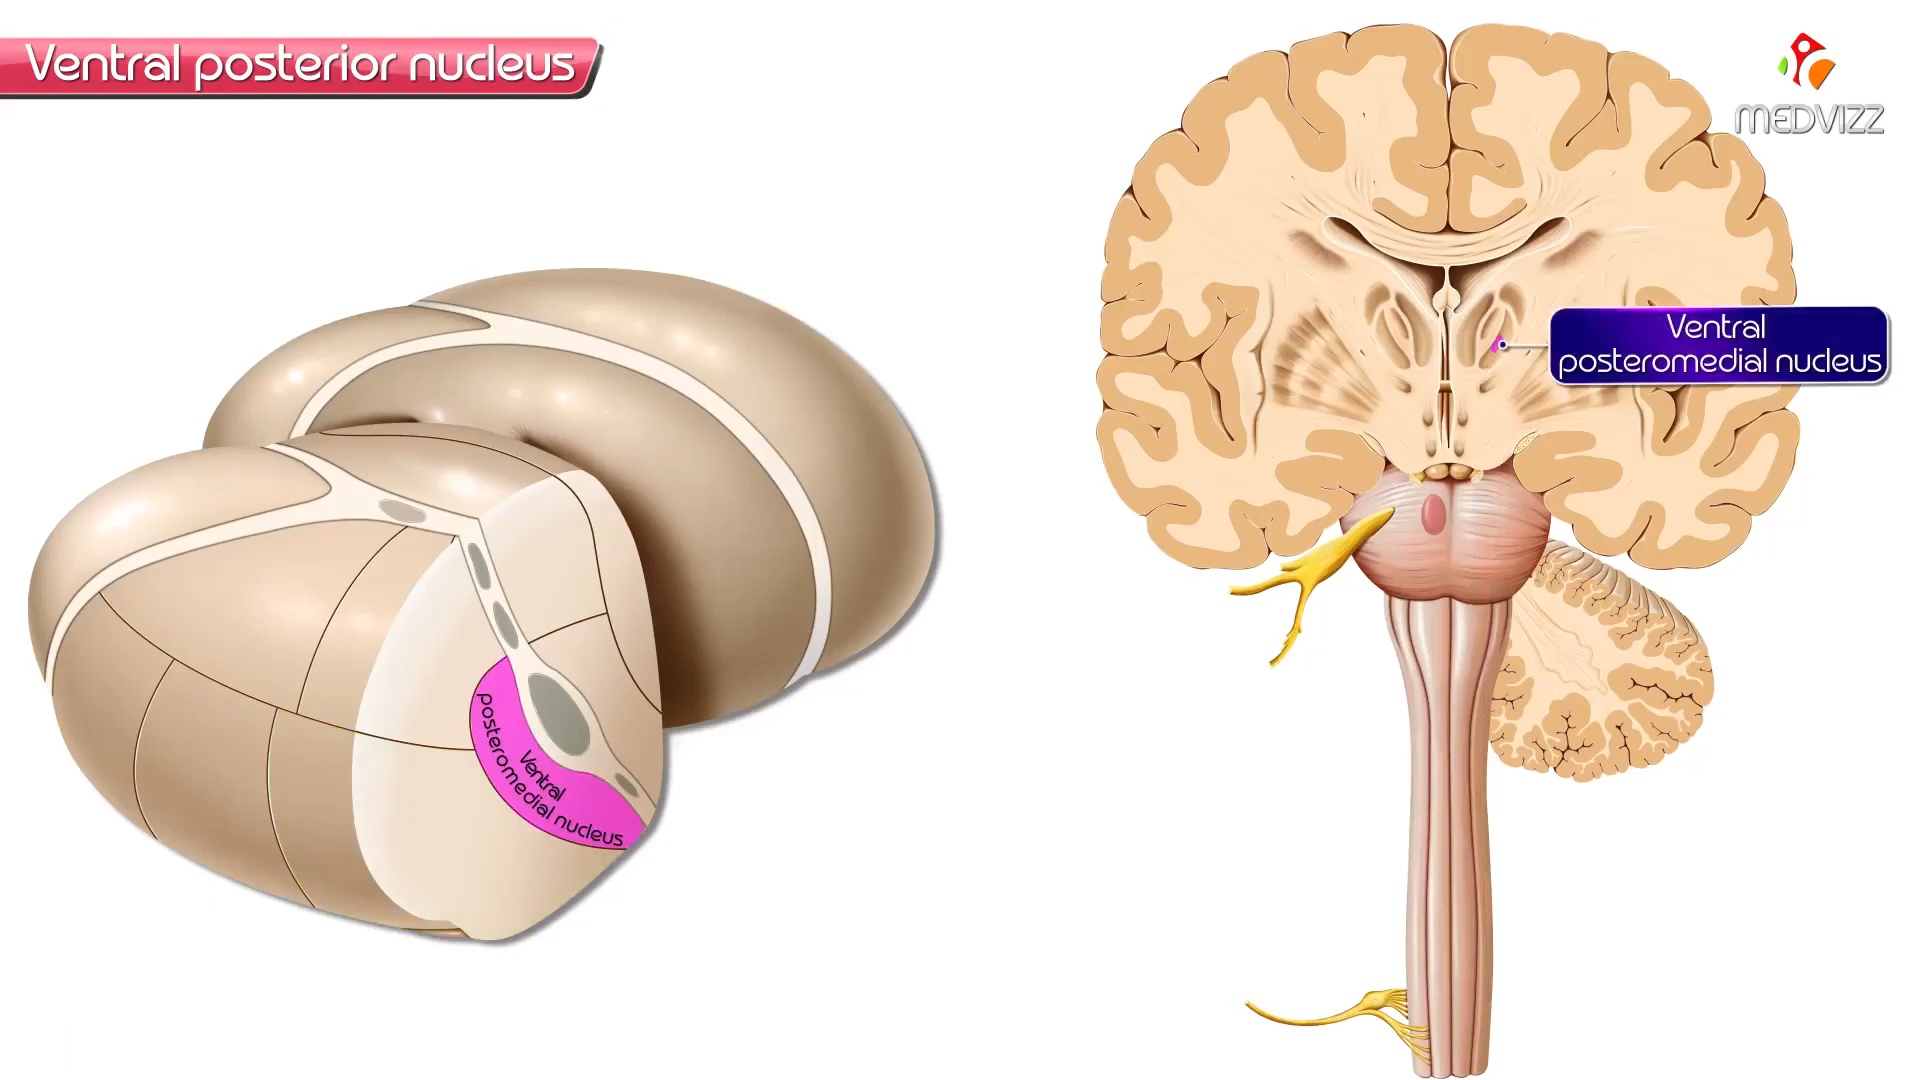 Ventral posterior nucleus
MEDVIZZ
Ventral
posteromedial nucleus
Ventral
posteromedial nucleus